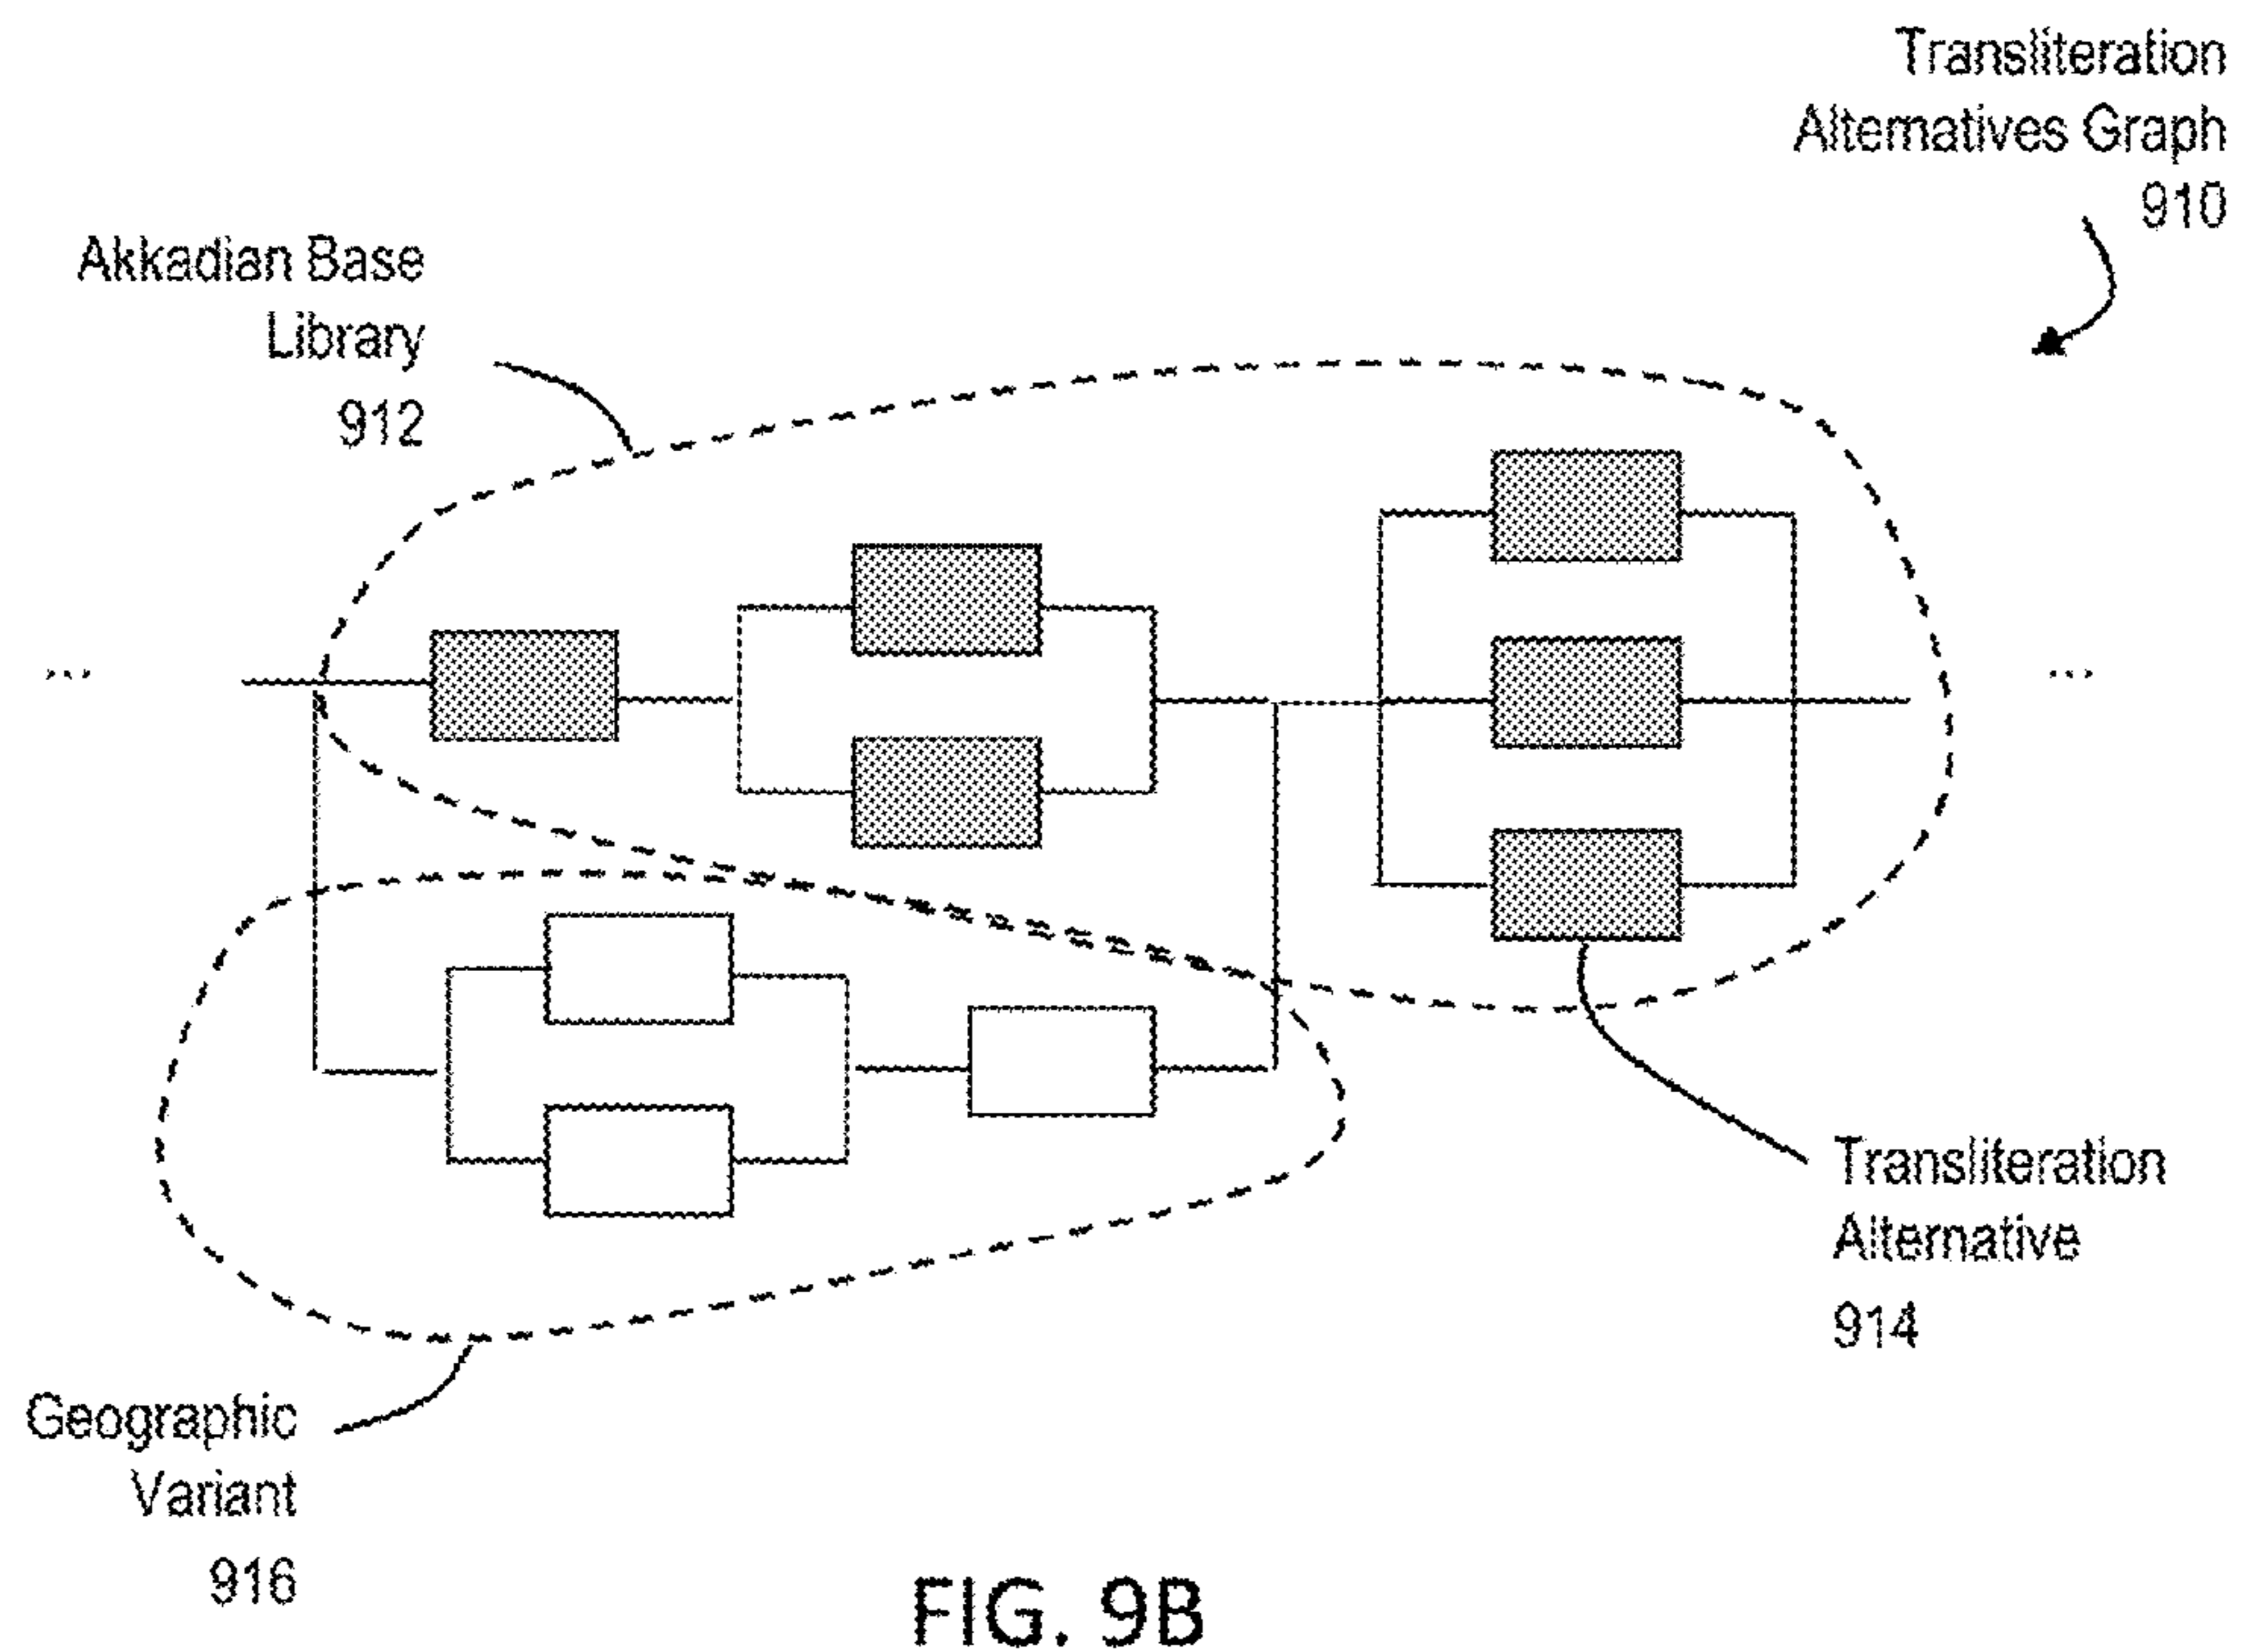 Transliteration
Alternatives Graph
910
Akkadian Base
Library
912
...
...
Transliteration
Alternative
914
Geographic
Variant
916
FIG. 9B